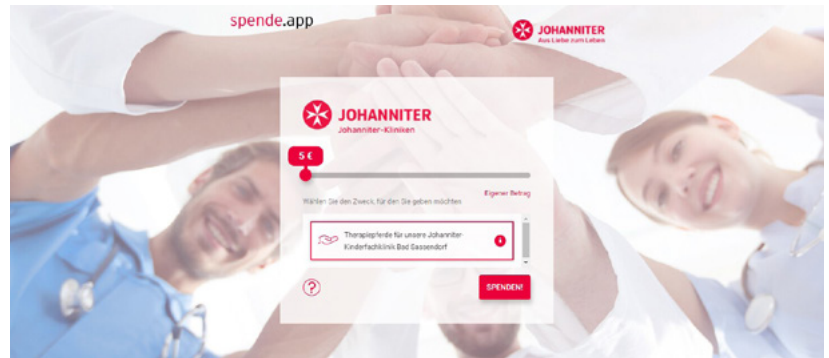 spende.app
JOHANNITER
Aus Liebe zum Leben
JOHANNITER
Johanniter-Kliniken
5 €
Eigener Betrag
Wählen Sie den Zweck, für den Sie geben möchten
Therapiepferde für unsere Johanniter-
Kinderfachklinik Bad Gassendorf
?
SPENDEN!